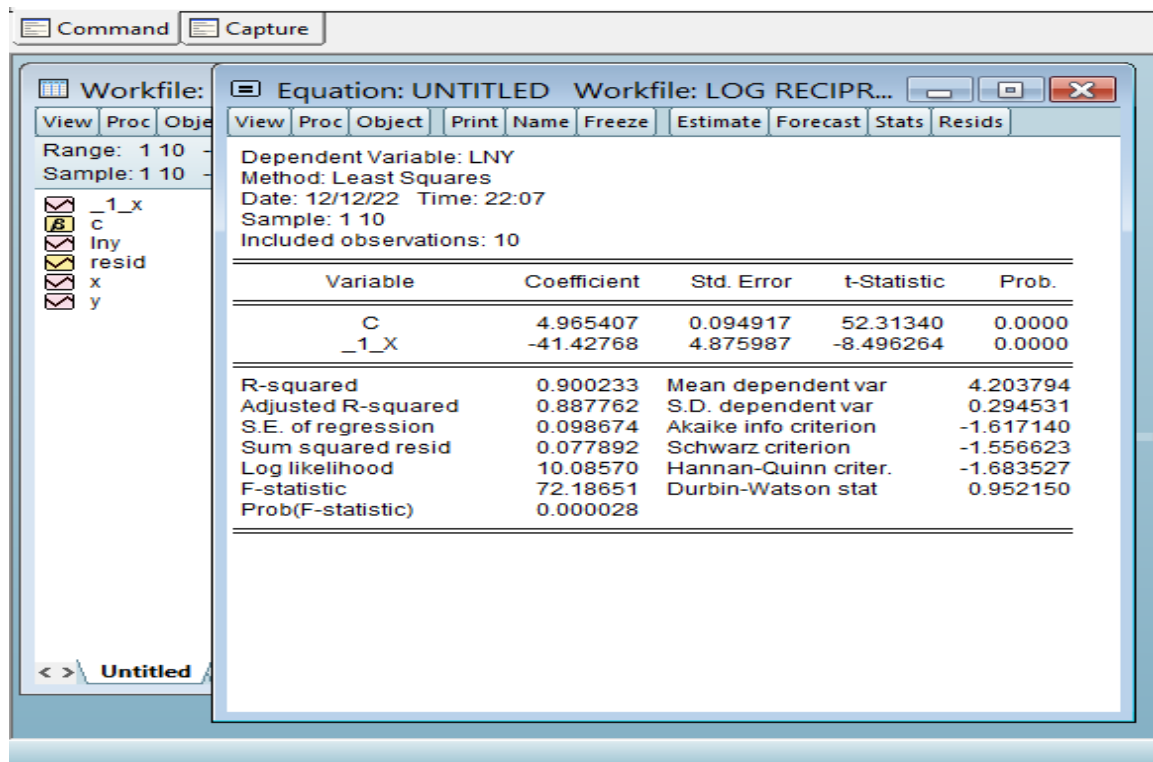 Command Capture
Workfile:
View Proc Obje
Range: 1 10 -
Sample: 1 10 -
_1_x
β c
lny
resid
x
y
< > Untitled
Equation: UNTITLED Workfile: LOG RECIPR...
View Proc Object Print Name Freeze Estimate Forecast Stats Resids
Dependent Variable: LNY
Method: Least Squares
Date: 12/12/22 Time: 22:07
Sample: 1 10
Included observations: 10
Variable Coefficient Std. Error t-Statistic Prob.
C 4.965407 0.094917 52.31340 0.0000
_1_X -41.42768 4.875987 -8.496264 0.0000
R-squared 0.900233 Mean dependent var 4.203794
Adjusted R-squared 0.887762 S.D. dependent var 0.294531
S.E. of regression 0.098674 Akaike info criterion -1.617140
Sum squared resid 0.077892 Schwarz criterion -1.556623
Log likelihood 10.08570 Hannan-Quinn criter. -1.683527
F-statistic 72.18651 Durbin-Watson stat 0.952150
Prob(F-statistic) 0.000028